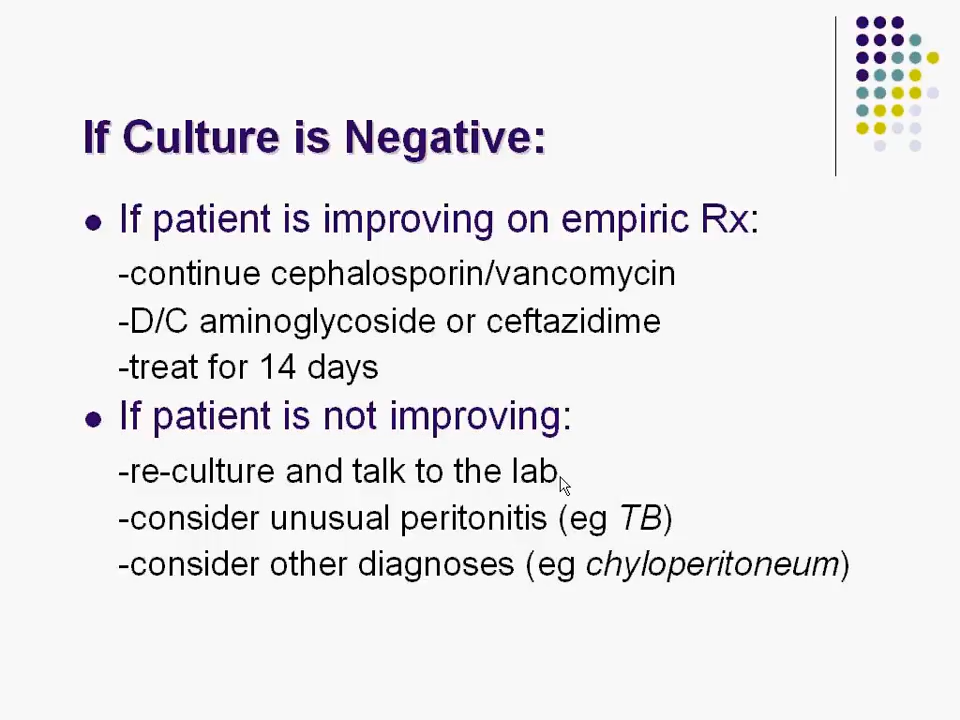 If Culture is Negative:
● If patient is improving on empiric Rx:
-continue cephalosporin/vancomycin
-D/C aminoglycoside or ceftazidime
-treat for 14 days
● If patient is not improving:
-re-culture and talk to the lab
-consider unusual peritonitis (eg TB)
-consider other diagnoses (eg chyloperitoneum)